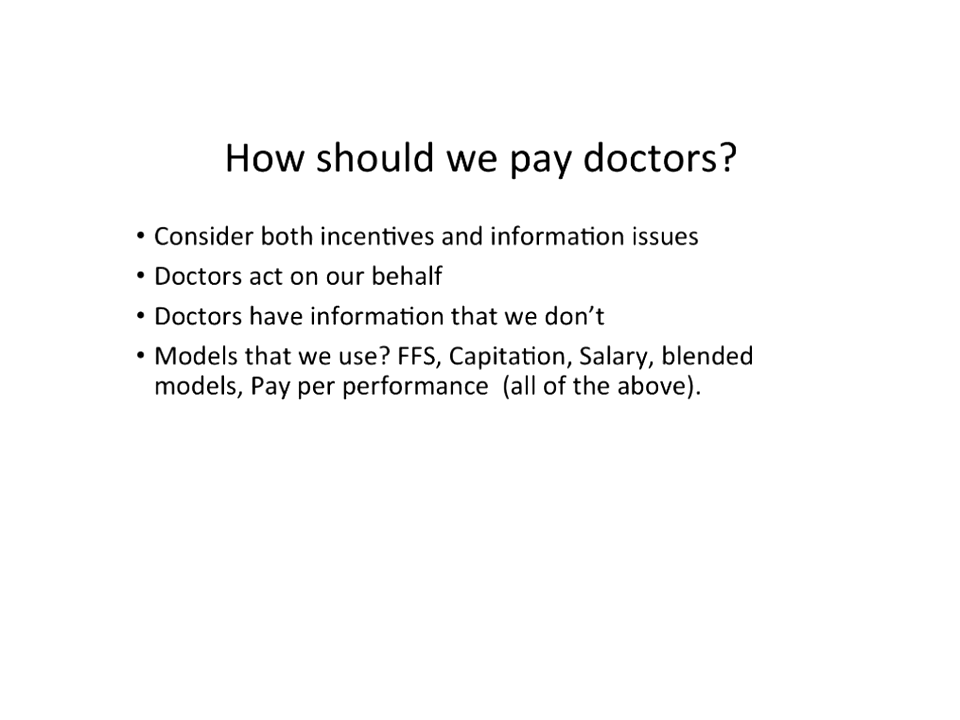 How should we pay doctors?
• Consider both incentives and information issues
• Doctors act on our behalf
• Doctors have information that we don’t
• Models that we use? FFS, Capitation, Salary, blended
models, Pay per performance  (all of the above).